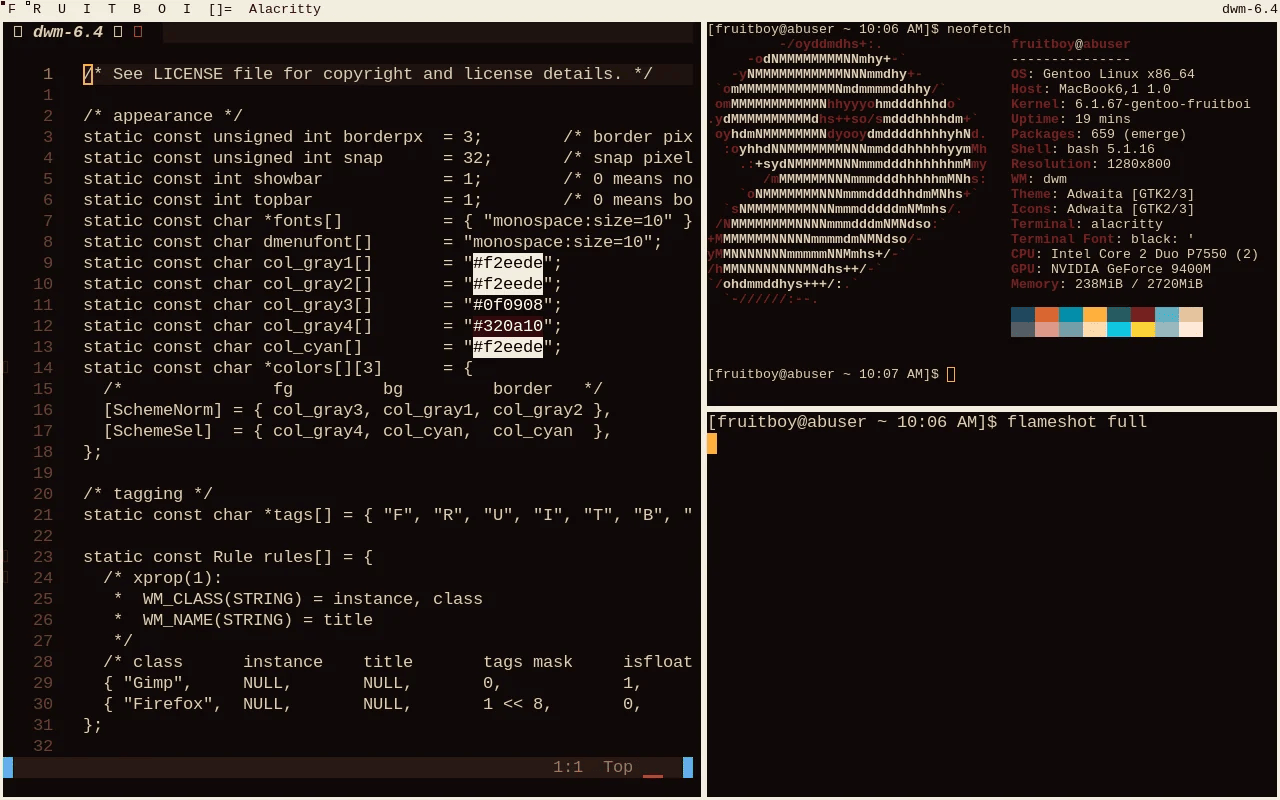 F R U I T B O I []= Alacritty dwm-6.4
dwm-6.4
1 /* See LICENSE file for copyright and license details. */
1
2 /* appearance */
3 static const unsigned int borderpx = 3; /* border pix
4 static const unsigned int snap = 32; /* snap pixel
5 static const int showbar = 1; /* 0 means no
6 static const int topbar = 1; /* 0 means bo
7 static const char *fonts[] = { "monospace:size=10" }
8 static const char dmenufont[] = "monospace:size=10";
9 static const char col_gray1[] = "#f2eede";
10 static const char col_gray2[] = "#f2eede";
11 static const char col_gray3[] = "#0f0908";
12 static const char col_gray4[] = "#320a10";
13 static const char col_cyan[] = "#f2eede";
14 static const char *colors[][3] = {
15 /* fg bg border */
16 [SchemeNorm] = { col_gray3, col_gray1, col_gray2 },
17 [SchemeSel] = { col_gray4, col_cyan, col_cyan },
18 };
19
20 /* tagging */
21 static const char *tags[] = { "F", "R", "U", "I", "T", "B", "
22
23 static const Rule rules[] = {
24 /* xprop(1):
25 * WM_CLASS(STRING) = instance, class
26 * WM_NAME(STRING) = title
27 */
28 /* class instance title tags mask isfloat
29 { "Gimp", NULL, NULL, 0, 1,
30 { "Firefox", NULL, NULL, 1 << 8, 0,
31 };
32
1:1 Top
[fruitboy@abuser ~ 10:06 AM]$ neofetch
fruitboy@abuser
---------------
OS: Gentoo Linux x86_64
Host: MacBook6,1 1.0
Kernel: 6.1.67-gentoo-fruitboi
Uptime: 19 mins
Packages: 659 (emerge)
Shell: bash 5.1.16
Resolution: 1280x800
WM: dwm
Theme: Adwaita [GTK2/3]
Icons: Adwaita [GTK2/3]
Terminal: alacritty
Terminal Font: black: '
CPU: Intel Core 2 Duo P7550 (2)
GPU: NVIDIA GeForce 9400M
Memory: 238MiB / 2720MiB
[fruitboy@abuser ~ 10:07 AM]$
[fruitboy@abuser ~ 10:06 AM]$ flameshot full